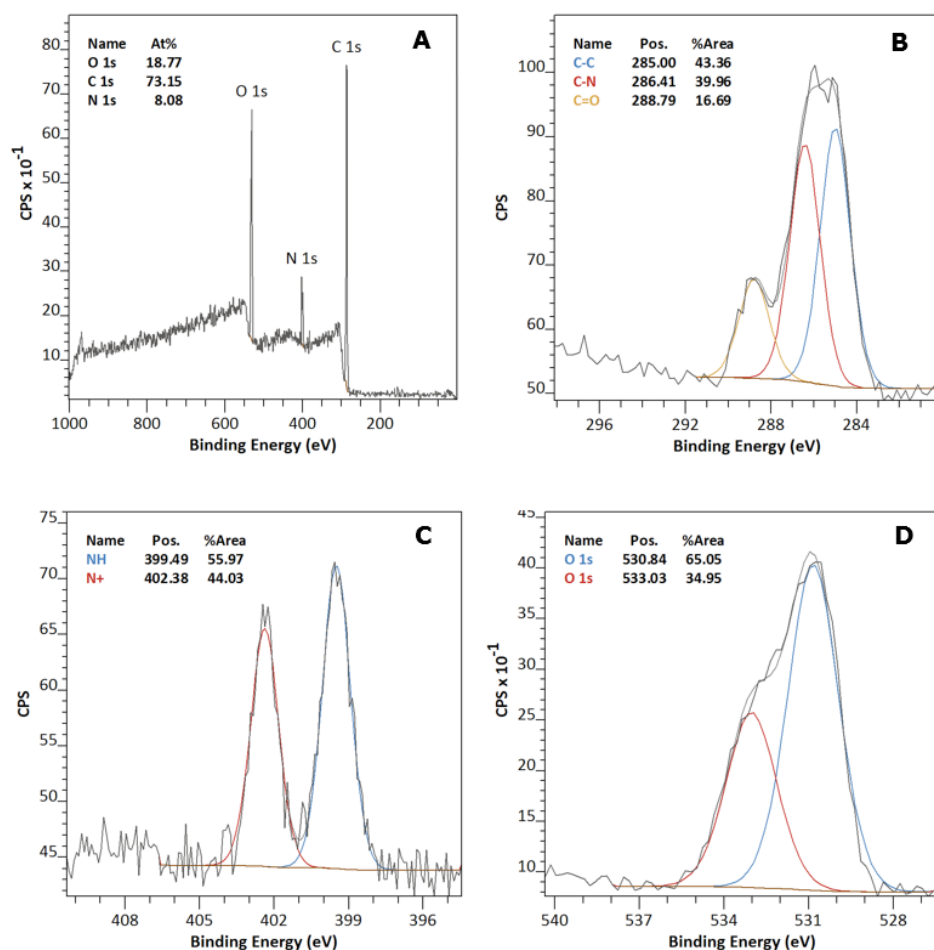 A
Name At%
O 1s 18.77
C 1s 73.15
N 1s 8.08
C 1s
O 1s
N 1s
80
70
60
50
40
30
20
10
CPS x 10-1
1000 800 600 400 200
Binding Energy (eV)
B
Name Pos. %Area
C-C 285.00 43.36
C-N 286.41 39.96
C=O 288.79 16.69
100
90
80
70
60
50
CPS x 10-1
296 292 288 284
Binding Energy (eV)
C
Name Pos. %Area
NH 399.49 55.97
N+ 402.38 44.03
75
70
65
60
55
50
45
CPS
408 405 402 399 396
Binding Energy (eV)
D
Name Pos. %Area
O 1s 530.84 65.05
O 1s 533.03 34.95
45
40
35
30
25
20
15
10
CPS x 10-1
540 537 534 531 528
Binding Energy (eV)